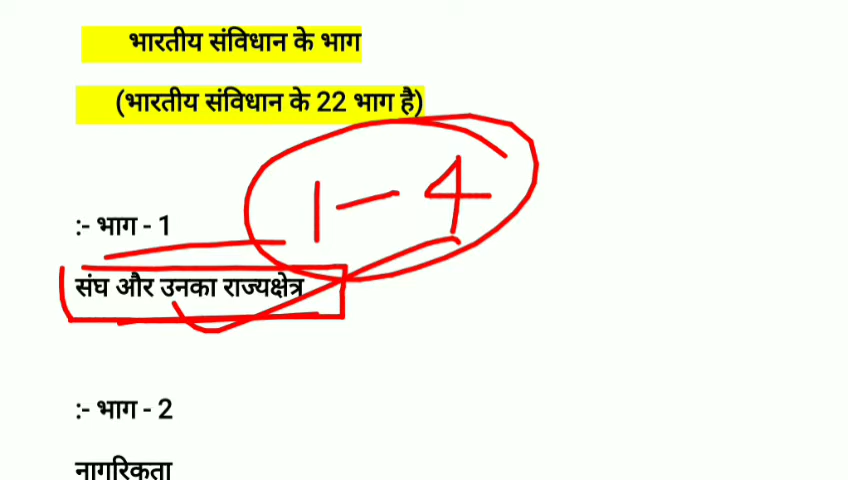 भारतीय संविधान के भाग
(भारतीय संविधान के 22 भाग है)
1 - 4
:- भाग - 1
संघ और उनका राज्यक्षेत्र
:- भाग - 2
नागरिकता